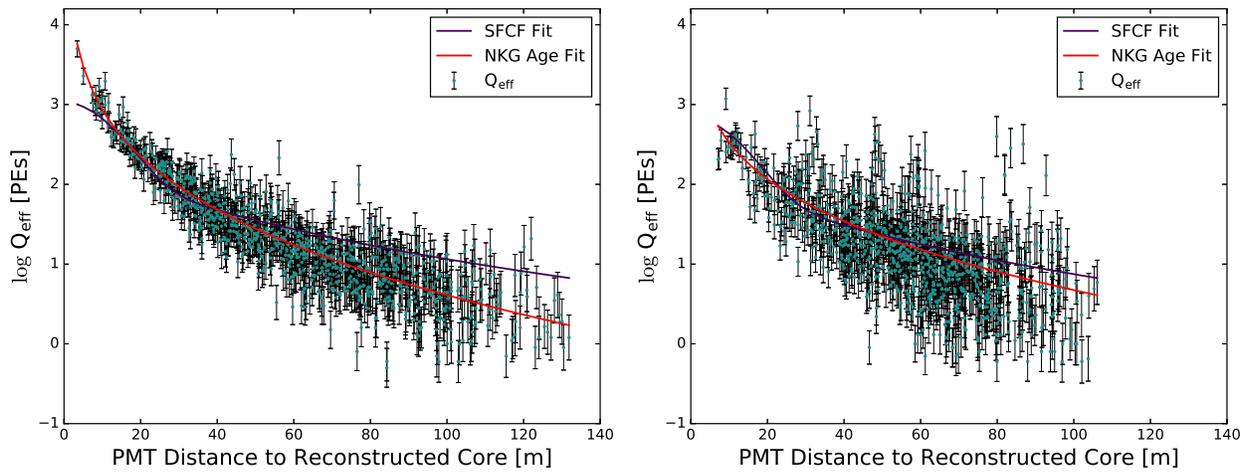 SFCF Fit
NKG Age Fit
Q_eff
4
3
2
1
0
−1
log Q_eff [PEs]
0 20 40 60 80 100 120 140
PMT Distance to Reconstructed Core [m]
SFCF Fit
NKG Age Fit
Q_eff
4
3
2
1
0
−1
log Q_eff [PEs]
0 20 40 60 80 100 120 140
PMT Distance to Reconstructed Core [m]